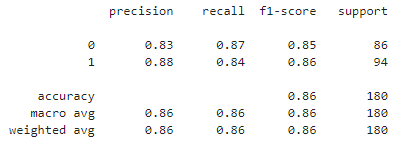 precision recall f1-score support
0 0.83 0.87 0.85 86
1 0.88 0.84 0.86 94
accuracy 0.86 180
macro avg 0.86 0.86 0.86 180
weighted avg 0.86 0.86 0.86 180